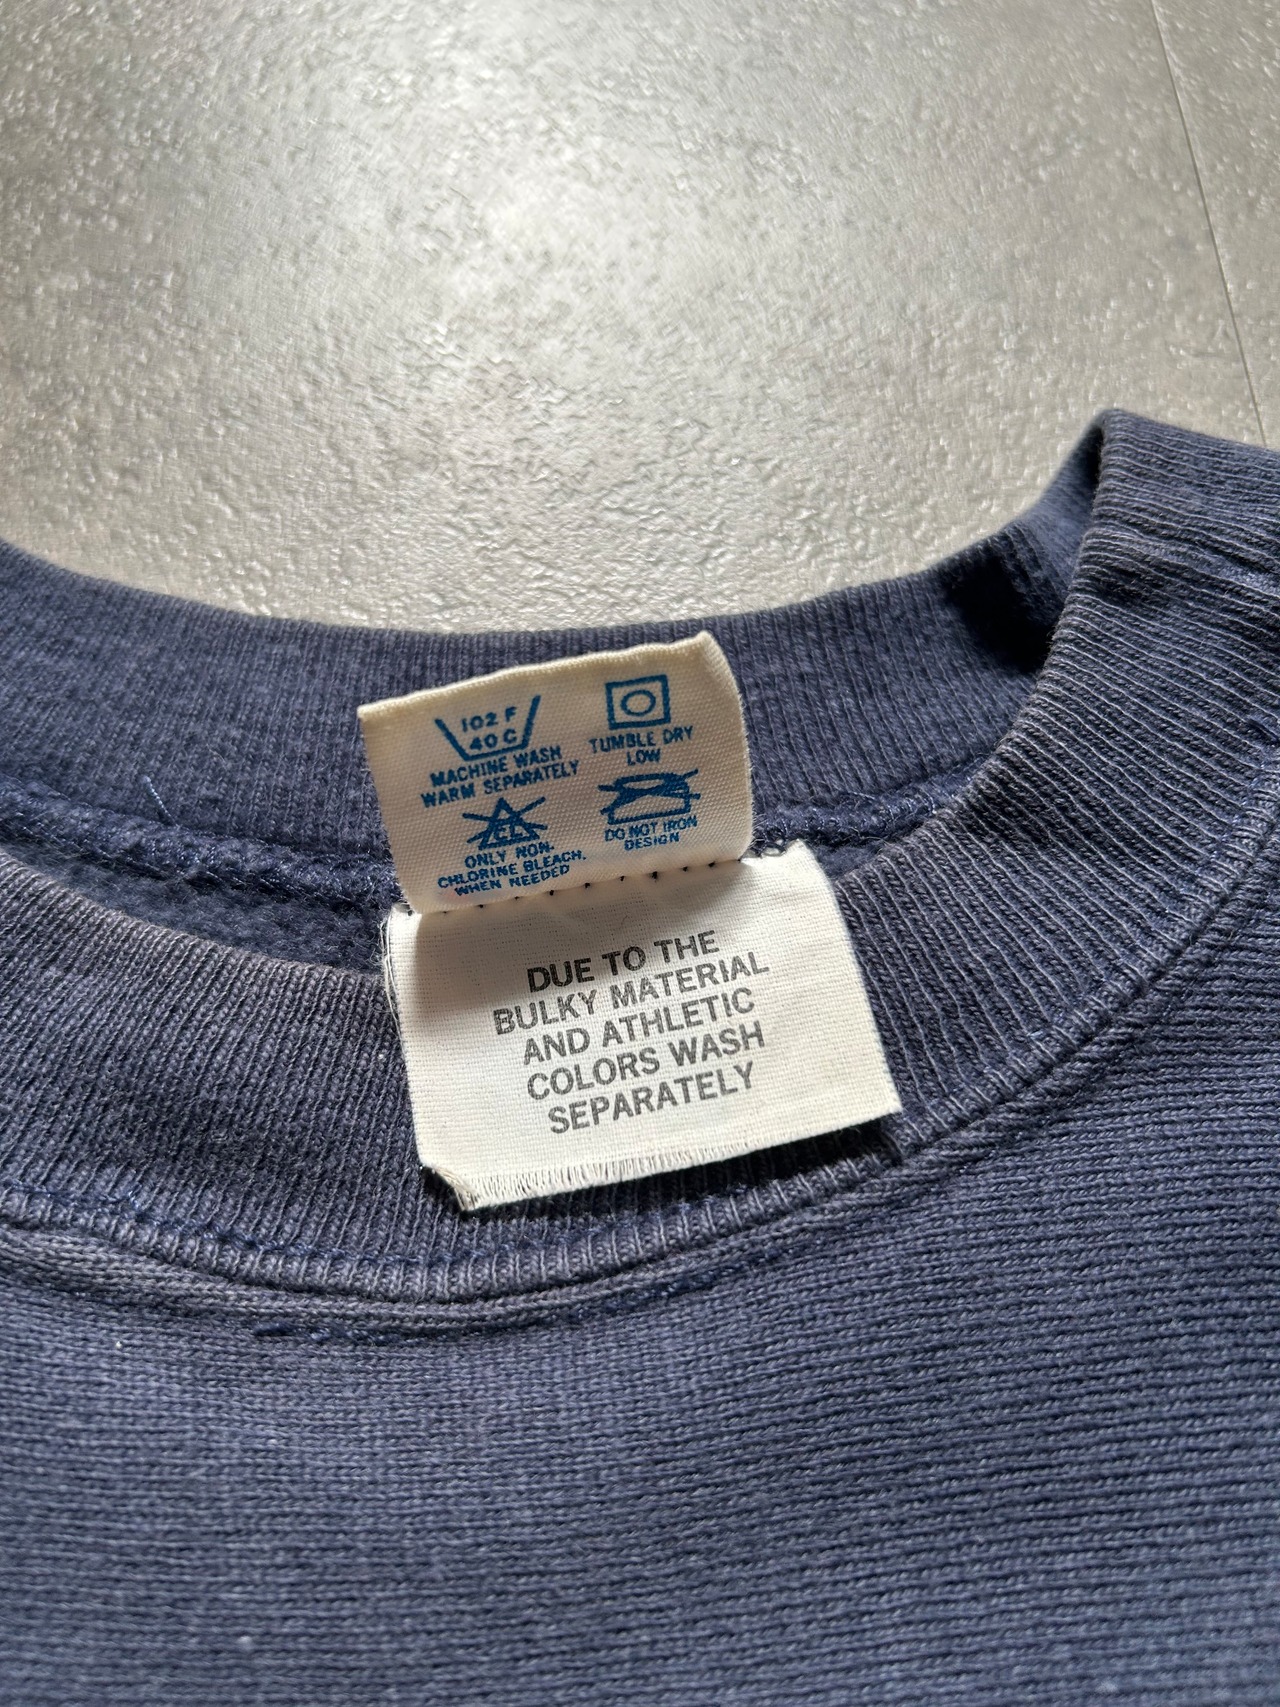 102 F
40 C
MACHINE WASH
WARM SEPARATELY
TUMBLE DRY
LOW
CL
ONLY NON-
CHLORINE BLEACH,
WHEN NEEDED
DO NOT IRON
DESIGN
DUE TO THE
BULKY MATERIAL
AND ATHLETIC
COLORS WASH
SEPARATELY